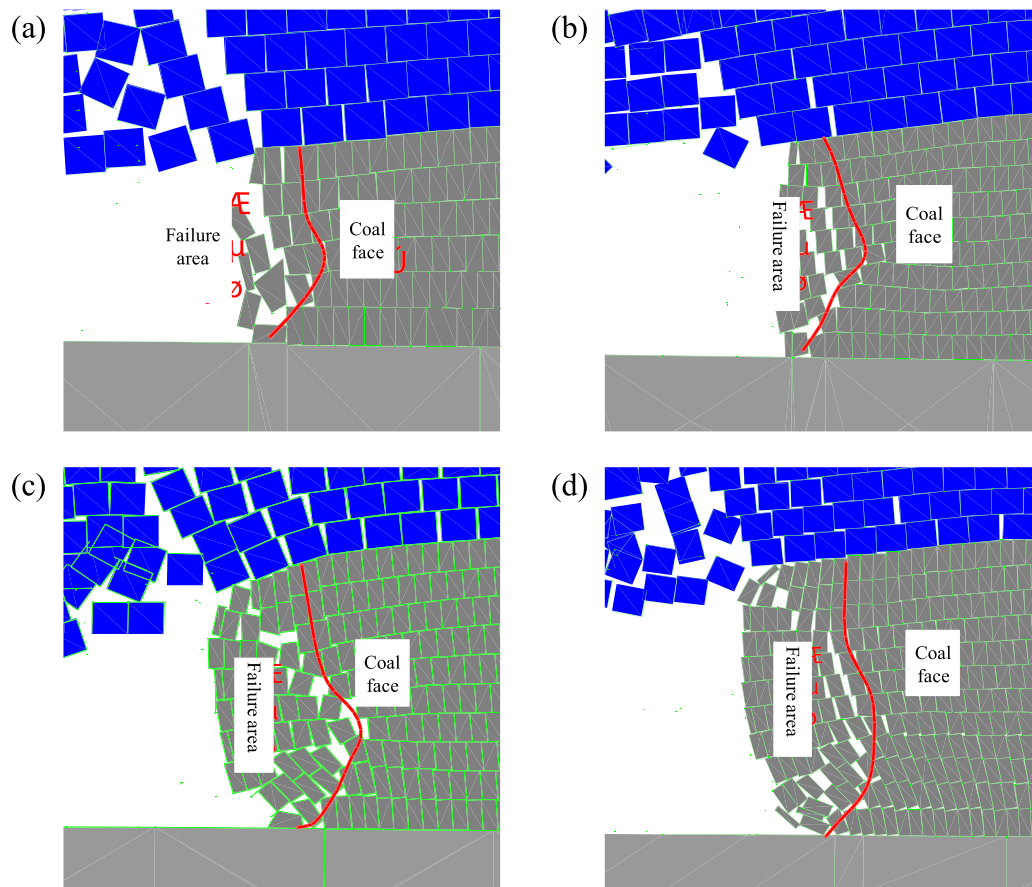 (a)
Failure
area
Æ
µ
ø
Coal
face
Ú
(b)
Failure area
Æ
µ
ø
Coal
face
(c)
Failure area
Coal
face
(d)
Failure area
Æ
µ
ø
Coal
face